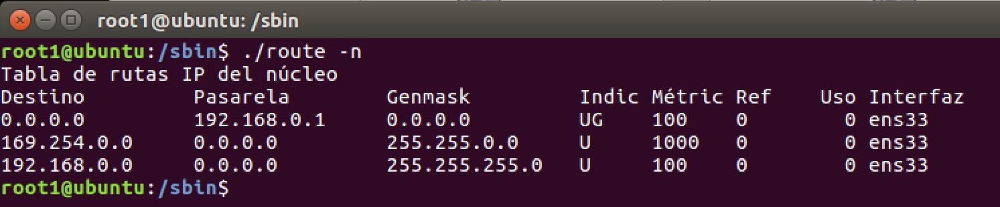 root1@ubuntu: /sbin
root1@ubuntu:/sbin$ ./route -n
Tabla de rutas IP del núcleo
Destino         Pasarela        Genmask         Indic Métric Ref    Uso Interfaz
0.0.0.0         192.168.0.1     0.0.0.0         UG    100    0        0 ens33
169.254.0.0     0.0.0.0         255.255.0.0     U     1000   0        0 ens33
192.168.0.0     0.0.0.0         255.255.255.0   U     100    0        0 ens33
root1@ubuntu:/sbin$